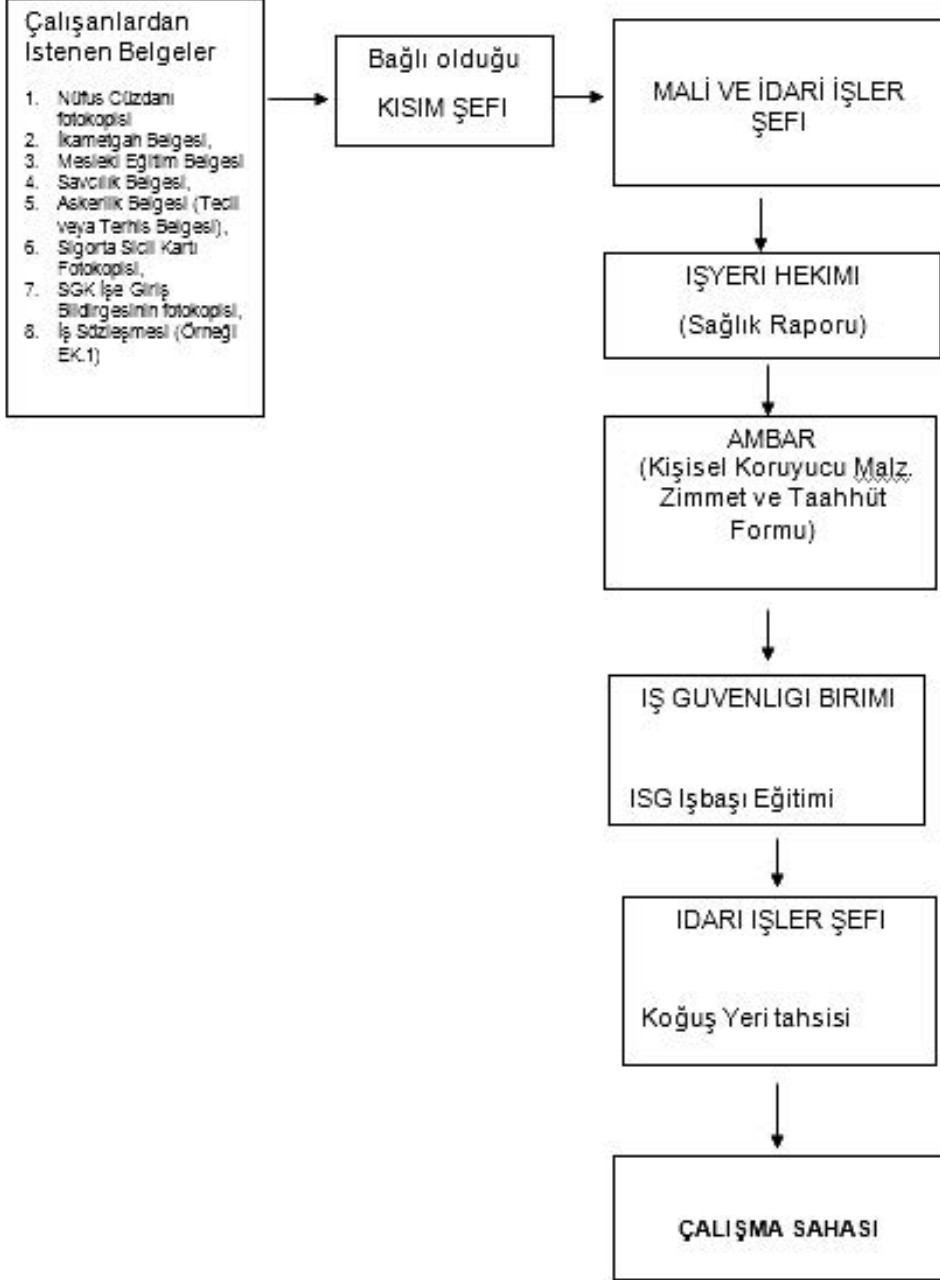 Çalışanlardan
Istenen Belgeler
1. Nüfus Cüzdanı
fotokopisi
2. İkametgah Belgesi,
3. Mesleki Eğitim Belgesi
4. Savcılık Belgesi,
5. Askerlik Belgesi (Tecil
veya Terhis Belgesi),
6. Sigorta Sicil Kartı
Fotokopisi,
7. SGK İşe Giriş
Bildirgesinin fotokopisi,
8. İş Sözleşmesi (Örneği
EK.1)
Bağlı olduğu
KISIM ŞEFI
MALİ VE İDARİ İŞLER
ŞEFI
IŞYERI HEKIMI
(Sağlık Raporu)
AMBAR
(Kişisel Koruyucu Malz.
Zimmet ve Taahhüt
Formu)
IŞ GUVENLIGI BIRIMI
ISG Işbaşı Eğitimi
IDARI IŞLER ŞEFI
Koğuş Yeri tahsisi
ÇALIŞMA SAHASI